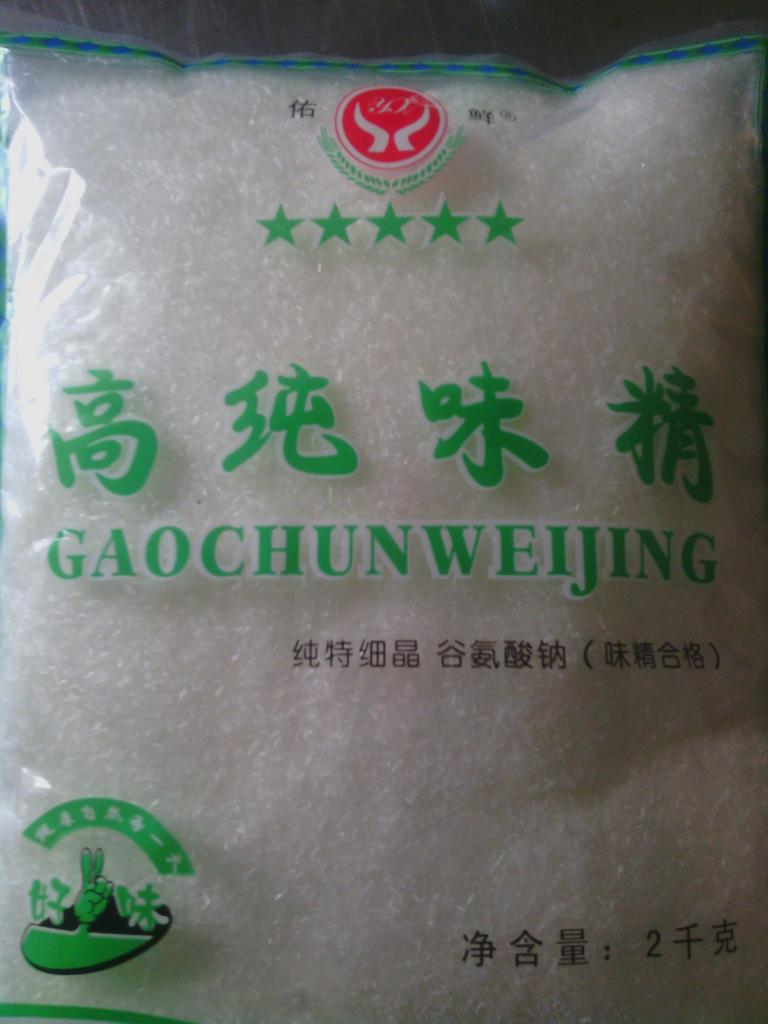 佑 鲜®
高纯味精
GAOCHUNWEIJING
纯特细晶 谷氨酸钠（味精合格）
好味
净含量：2千克